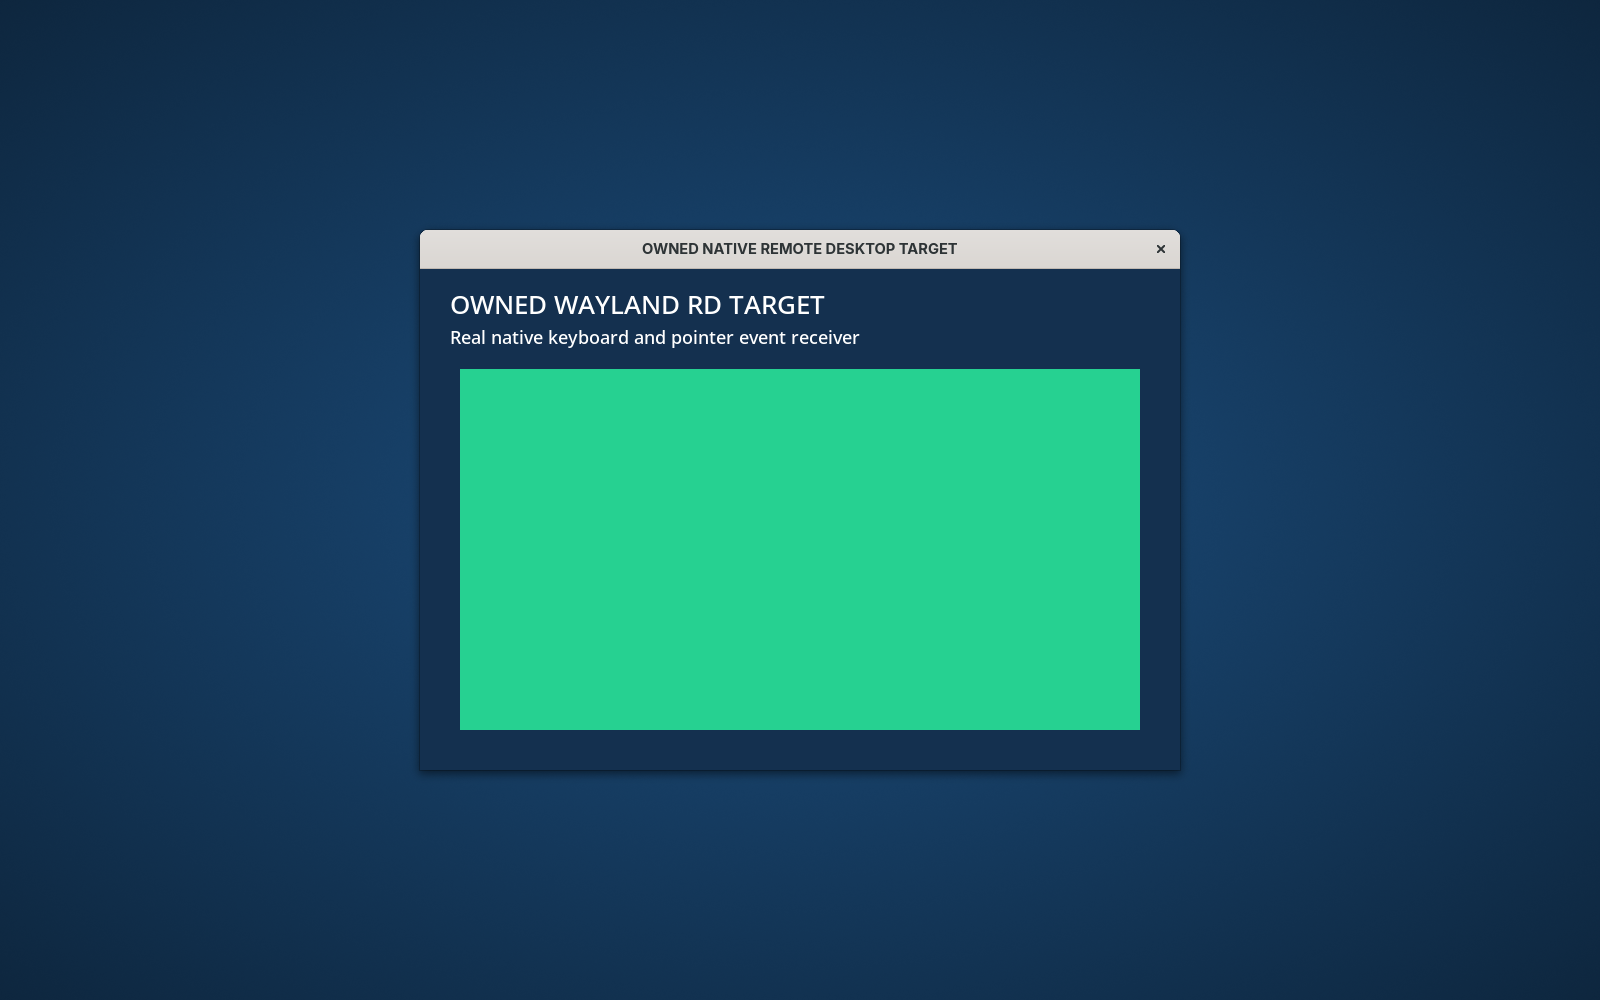 OWNED NATIVE REMOTE DESKTOP TARGET
OWNED WAYLAND RD TARGET
Real native keyboard and pointer event receiver